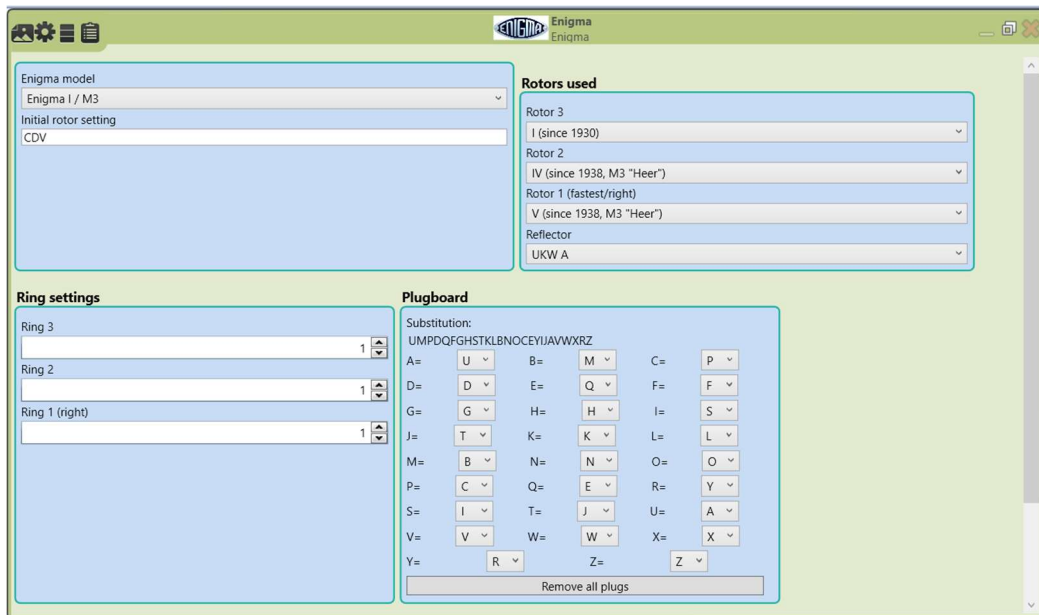 ENIGMA
Enigma
Enigma
Enigma model
Enigma I / M3
Initial rotor setting
CDV
Rotors used
Rotor 3
I (since 1930)
Rotor 2
IV (since 1938, M3 "Heer")
Rotor 1 (fastest/right)
V (since 1938, M3 "Heer")
Reflector
UKW A
Ring settings
Ring 3
1
Ring 2
1
Ring 1 (right)
1
Plugboard
Substitution:
UMPDQFGHSTKLBNOCEYIJAVWXRZ
A= U B= M C= P
D= D E= Q F= F
G= G H= H I= S
J= T K= K L= L
M= B N= N O= O
P= C Q= E R= Y
S= I T= J U= A
V= V W= W X= X
Y= R Z= Z
Remove all plugs